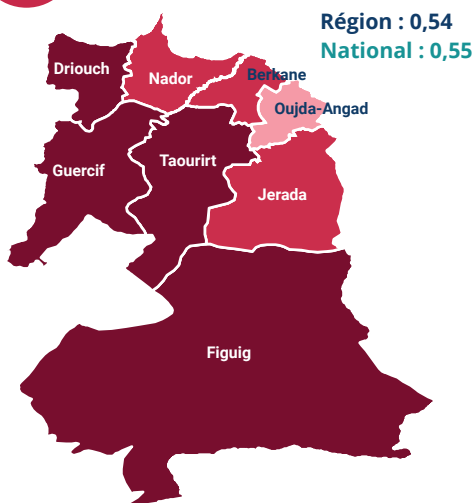 Région : 0,54
National : 0,55
Driouch
Nador
Berkane
Oujda-Angad
Guercif
Taourirt
Jerada
Figuig